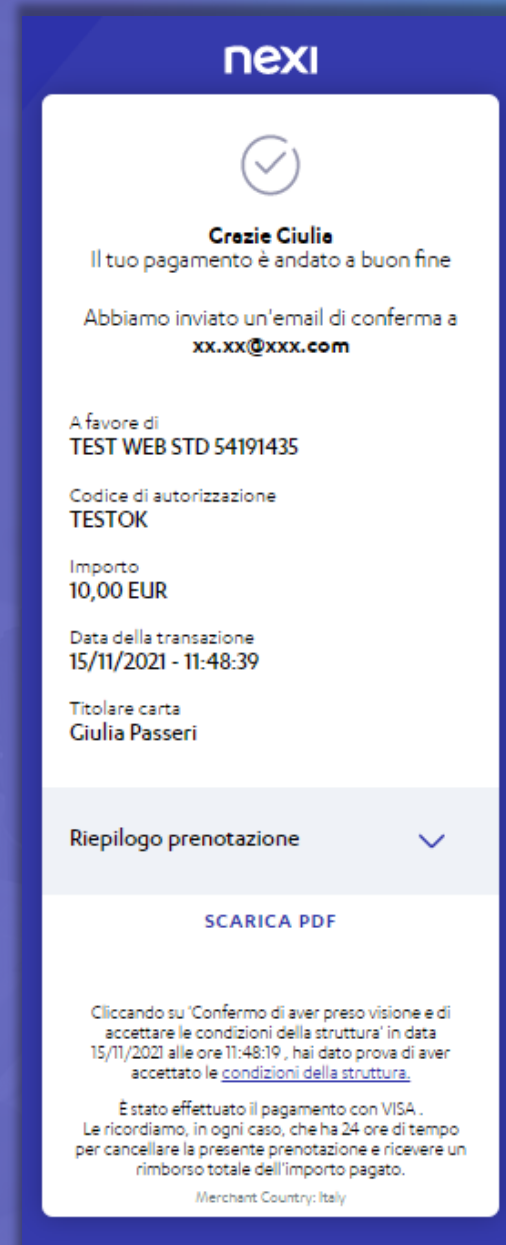 nexi
Grazie Giulia
Il tuo pagamento è andato a buon fine
Abbiamo inviato un'email di conferma a
xx.xx@xxx.com
A favore di
TEST WEB STD 54191435
Codice di autorizzazione
TESTOK
Importo
10,00 EUR
Data della transazione
15/11/2021 - 11:48:39
Titolare carta
Giulia Passeri
Riepilogo prenotazione
SCARICA PDF
Cliccando su 'Confermo di aver preso visione e di
accettare le condizioni della struttura' in data
15/11/2021 alle ore 11:48:19 , hai dato prova di aver
accettato le condizioni della struttura.
È stato effettuato il pagamento con VISA .
Le ricordiamo, in ogni caso, che ha 24 ore di tempo
per cancellare la presente prenotazione e ricevere un
rimborso totale dell'importo pagato.
Merchant Country: Italy